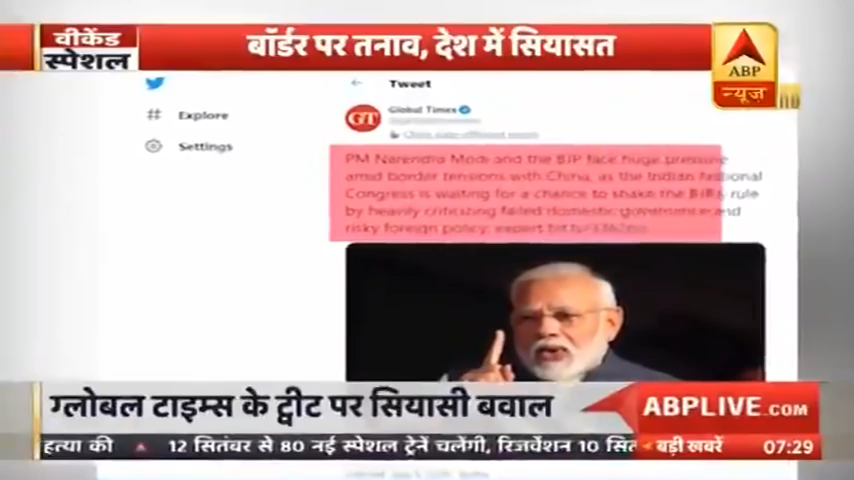 वीकेंड
स्पेशल
बॉर्डर पर तनाव, देश में सियासत
ABP
न्यूज़
Explore
Settings
Tweet
GT
Global Times
PM Narendra Modi and the BJP face huge pressure
amid border tensions with China, as the Indian National
Congress is waiting for a chance to shake the BJP's rule
by heavily criticizing failed domestic governance and
risky foreign policy: expert
ग्लोबल टाइम्स के ट्वीट पर सियासी बवाल
ABPLIVE.COM
हत्या की 12 सितंबर से 80 नई स्पेशल ट्रेनें चलेंगी, रिजर्वेशन 10 सित
बड़ी खबरें
07:29